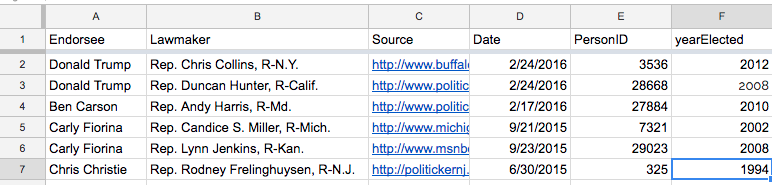 A B C D E F
1 Endorsee Lawmaker Source Date PersonID yearElected
2 Donald Trump Rep. Chris Collins, R-N.Y. http://www.buffal 2/24/2016 3536 2012
3 Donald Trump Rep. Duncan Hunter, R-Calif. http://www.politic 2/24/2016 28668 2008
4 Ben Carson Rep. Andy Harris, R-Md. http://www.politic 2/17/2016 27884 2010
5 Carly Fiorina Rep. Candice S. Miller, R-Mich. http://www.michig 9/21/2015 7321 2002
6 Carly Fiorina Rep. Lynn Jenkins, R-Kan. http://www.msnbc 9/23/2015 29023 2008
7 Chris Christie Rep. Rodney Frelinghuysen, R-N.J. http://politickernj. 6/30/2015 325 1994